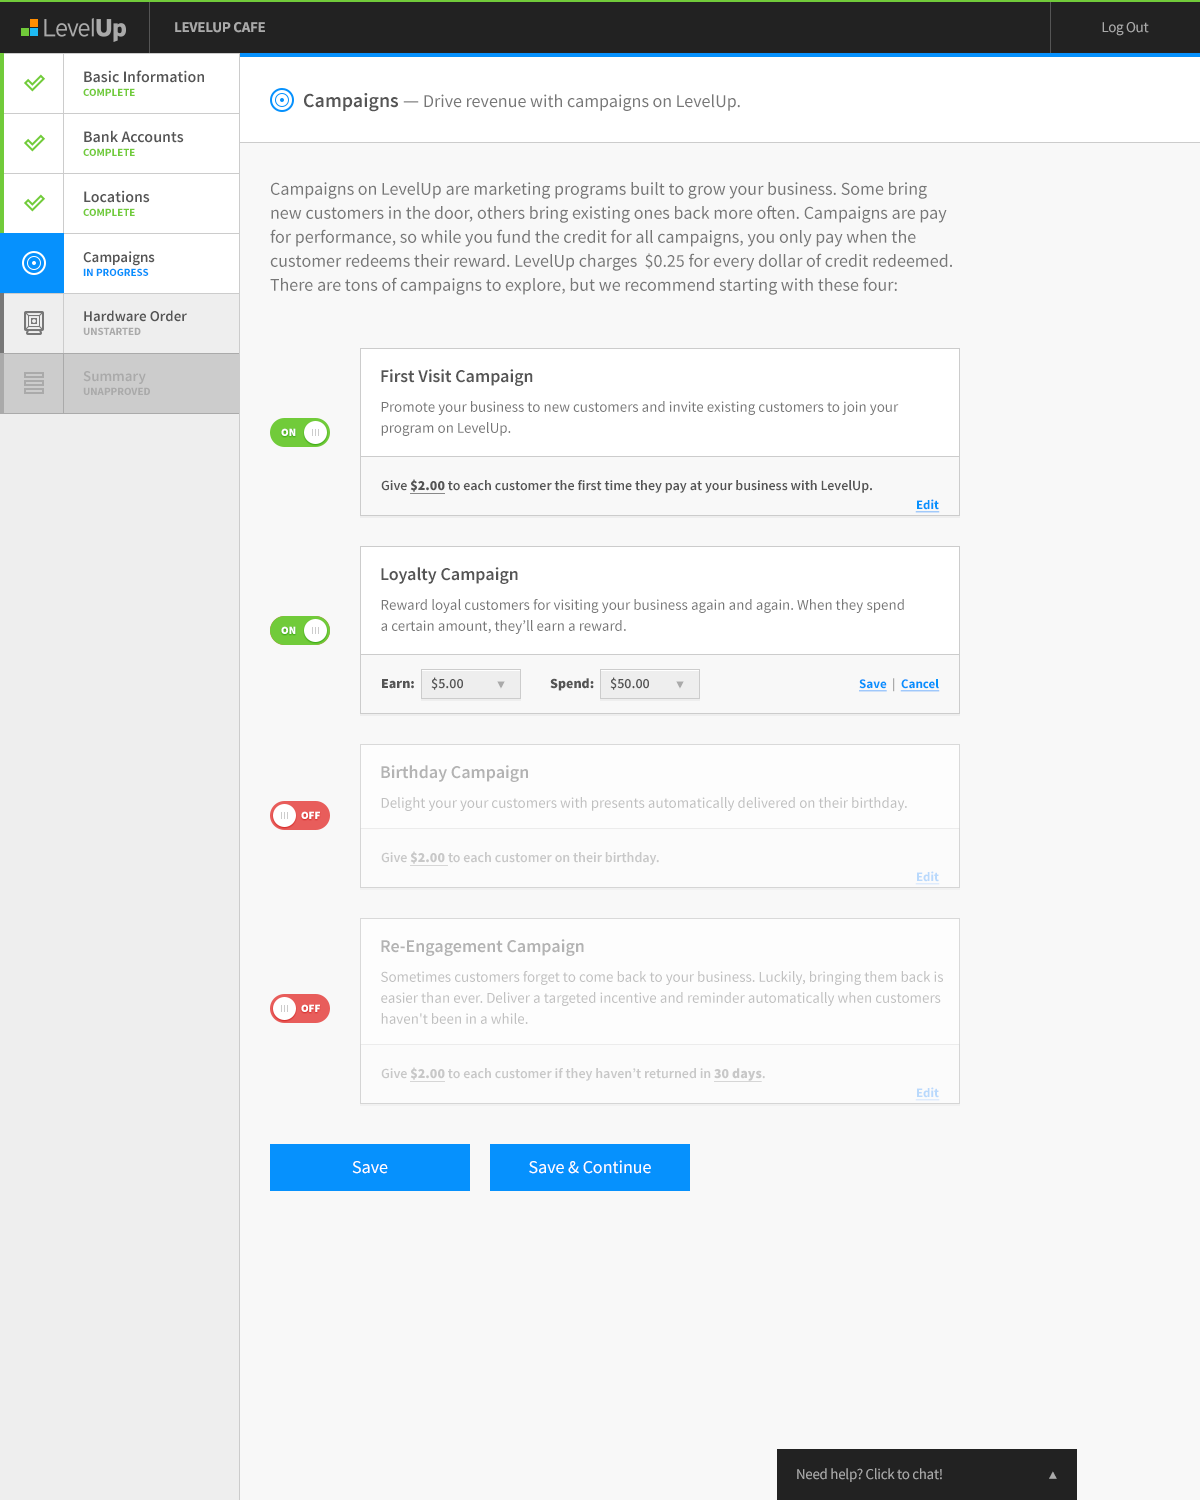 LevelUp
LEVELUP CAFE
Log Out
Basic Information
COMPLETE
Bank Accounts
COMPLETE
Locations
COMPLETE
Campaigns
IN PROGRESS
Hardware Order
UNSTARTED
Summary
UNAPPROVED
Campaigns — Drive revenue with campaigns on LevelUp.
Campaigns on LevelUp are marketing programs built to grow your business. Some bring
new customers in the door, others bring existing ones back more often. Campaigns are pay
for performance, so while you fund the credit for all campaigns, you only pay when the
customer redeems their reward. LevelUp charges $0.25 for every dollar of credit redeemed.
There are tons of campaigns to explore, but we recommend starting with these four:
ON
First Visit Campaign
Promote your business to new customers and invite existing customers to join your
program on LevelUp.
Give $2.00 to each customer the first time they pay at your business with LevelUp.
Edit
ON
Loyalty Campaign
Reward loyal customers for visiting your business again and again. When they spend
a certain amount, they’ll earn a reward.
Earn: $5.00 ▼ Spend: $50.00 ▼ Save | Cancel
OFF
Birthday Campaign
Delight your your customers with presents automatically delivered on their birthday.
Give $2.00 to each customer on their birthday.
Edit
OFF
Re-Engagement Campaign
Sometimes customers forget to come back to your business. Luckily, bringing them back is
easier than ever. Deliver a targeted incentive and reminder automatically when customers
haven’t been in a while.
Give $2.00 to each customer if they haven’t returned in 30 days.
Edit
Save
Save & Continue
Need help? Click to chat! ▲